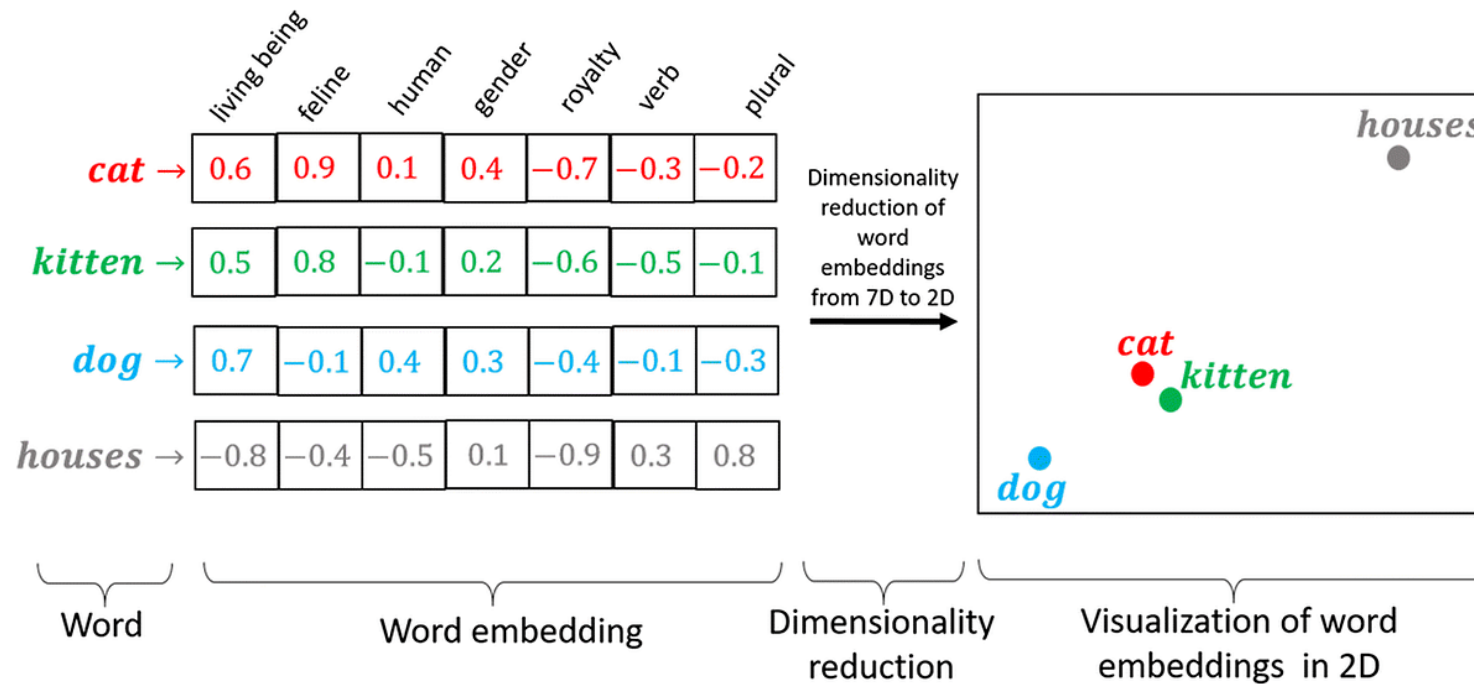 living being feline human gender royalty verb plural
cat → 0.6 0.9 0.1 0.4 −0.7 −0.3 −0.2
kitten → 0.5 0.8 −0.1 0.2 −0.6 −0.5 −0.1
dog → 0.7 −0.1 0.4 0.3 −0.4 −0.1 −0.3
houses → −0.8 −0.4 −0.5 0.1 −0.9 0.3 0.8
Dimensionality
reduction of
word
embeddings
from 7D to 2D
houses
cat
kitten
dog
Word
Word embedding
Dimensionality
reduction
Visualization of word
embeddings in 2D